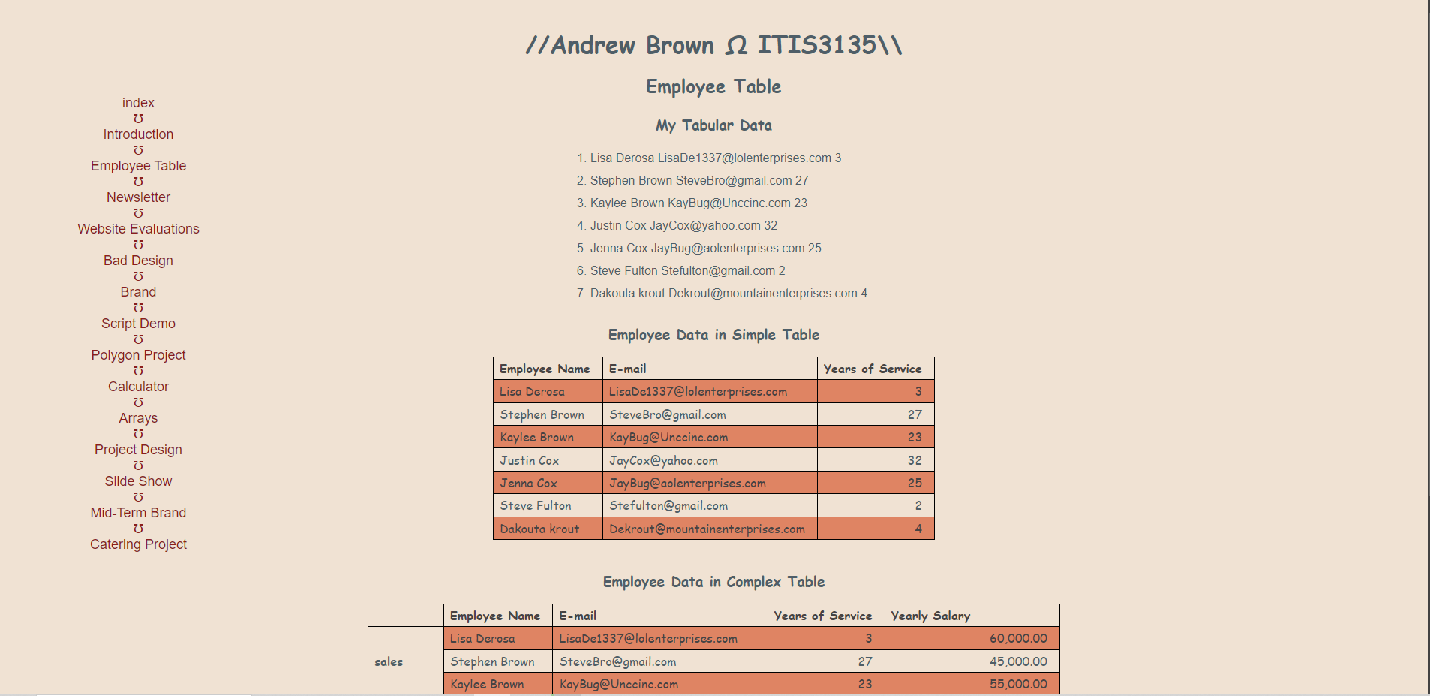 //Andrew Brown Ω ITIS3135\\
Employee Table
index
℧
Introduction
℧
Employee Table
℧
Newsletter
℧
Website Evaluations
℧
Bad Design
℧
Brand
℧
Script Demo
℧
Polygon Project
℧
Calculator
℧
Arrays
℧
Project Design
℧
Slide Show
℧
Mid-Term Brand
℧
Catering Project
My Tabular Data
1. Lisa Derosa LisaDe1337@lolenterprises.com 3
2. Stephen Brown SteveBro@gmail.com 27
3. Kaylee Brown KayBug@Unccinc.com 23
4. Justin Cox JayCox@yahoo.com 32
5. Jenna Cox JayBug@aolenterprises.com 25
6. Steve Fulton Stefulton@gmail.com 2
7. Dakouta krout Dekrout@mountainenterprises.com 4
Employee Data in Simple Table
Employee Name E-mail Years of Service
Lisa Derosa LisaDe1337@lolenterprises.com 3
Stephen Brown SteveBro@gmail.com 27
Kaylee Brown KayBug@Unccinc.com 23
Justin Cox JayCox@yahoo.com 32
Jenna Cox JayBug@aolenterprises.com 25
Steve Fulton Stefulton@gmail.com 2
Dakouta krout Dekrout@mountainenterprises.com 4
Employee Data in Complex Table
Employee Name E-mail Years of Service Yearly Salary
Lisa Derosa LisaDe1337@lolenterprises.com 3 60,000.00
sales Stephen Brown SteveBro@gmail.com 27 45,000.00
Kaylee Brown KayBug@Unccinc.com 23 55,000.00